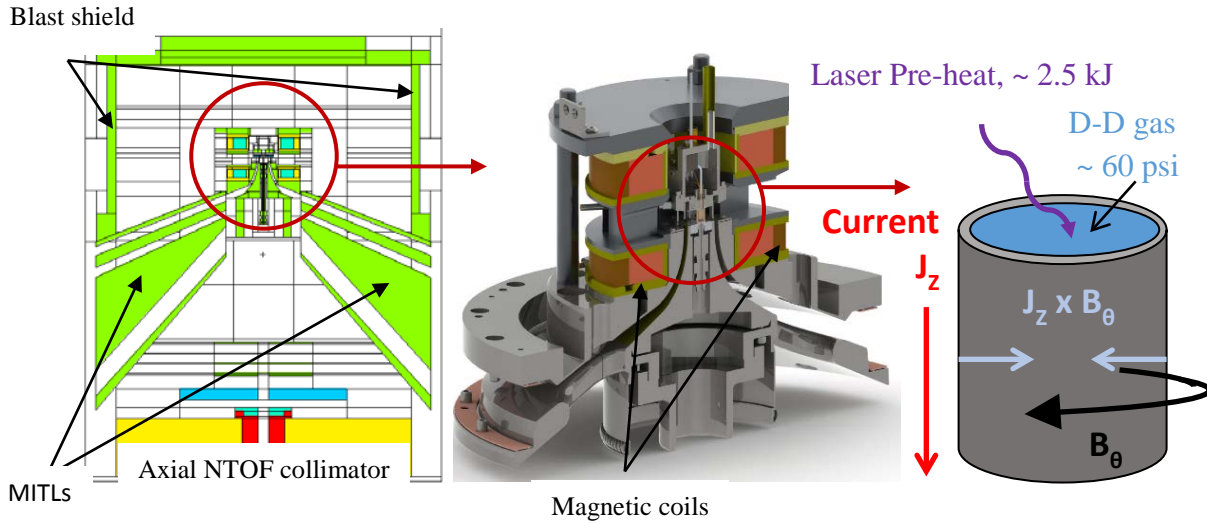 Blast shield
MITLs
Axial NTOF collimator
Magnetic coils
Laser Pre-heat, ~ 2.5 kJ
D-D gas
~ 60 psi
Current
J_z
J_z x B_θ
B_θ